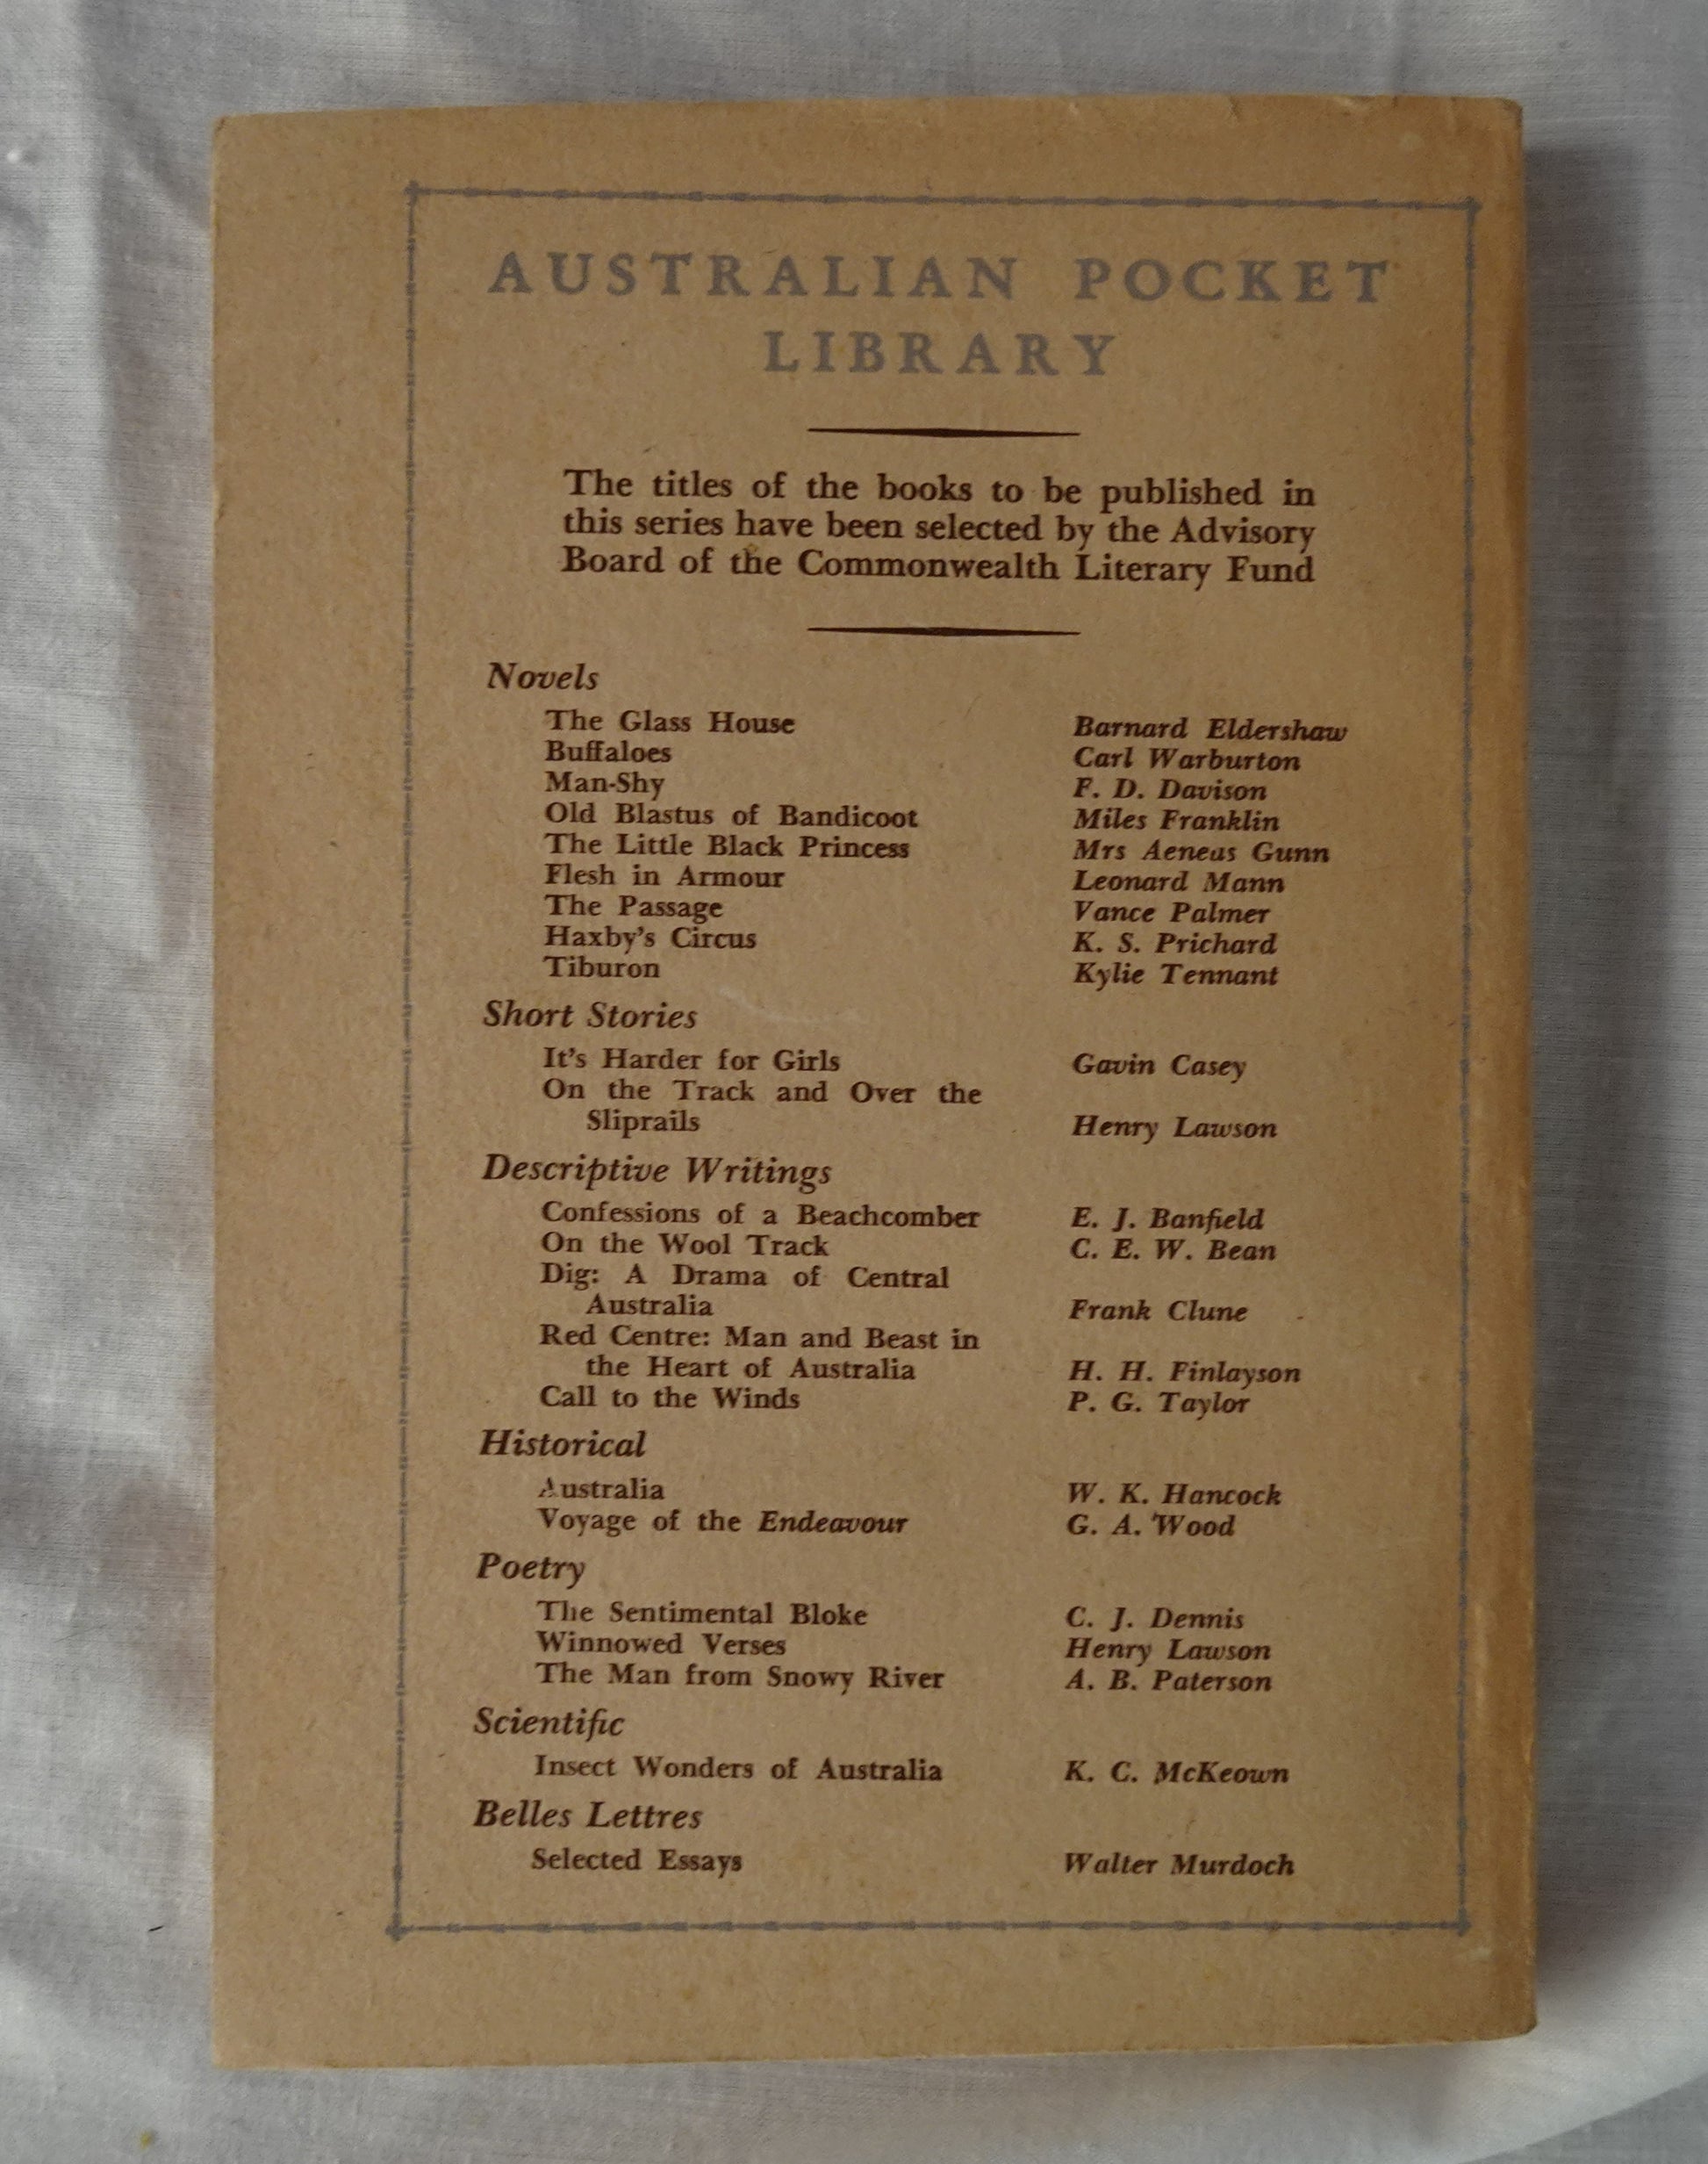 AUSTRALIAN POCKET
LIBRARY
The titles of the books to be published in
this series have been selected by the Advisory
Board of the Commonwealth Literary Fund
Novels
The Glass House Barnard Eldershaw
Buffaloes Carl Warburton
Man-Shy F. D. Davison
Old Blastus of Bandicoot Miles Franklin
The Little Black Princess Mrs Aeneas Gunn
Flesh in Armour Leonard Mann
The Passage Vance Palmer
Haxby's Circus K. S. Prichard
Tiburon Kylie Tennant
Short Stories
It's Harder for Girls Gavin Casey
On the Track and Over the
Sliprails Henry Lawson
Descriptive Writings
Confessions of a Beachcomber E. J. Banfield
On the Wool Track C. E. W. Bean
Dig: A Drama of Central
Australia Frank Clune
Red Centre: Man and Beast in
the Heart of Australia H. H. Finlayson
Call to the Winds P. G. Taylor
Historical
Australia W. K. Hancock
Voyage of the Endeavour G. A. Wood
Poetry
The Sentimental Bloke C. J. Dennis
Winnowed Verses Henry Lawson
The Man from Snowy River A. B. Paterson
Scientific
Insect Wonders of Australia K. C. McKeown
Belles Lettres
Selected Essays Walter Murdoch